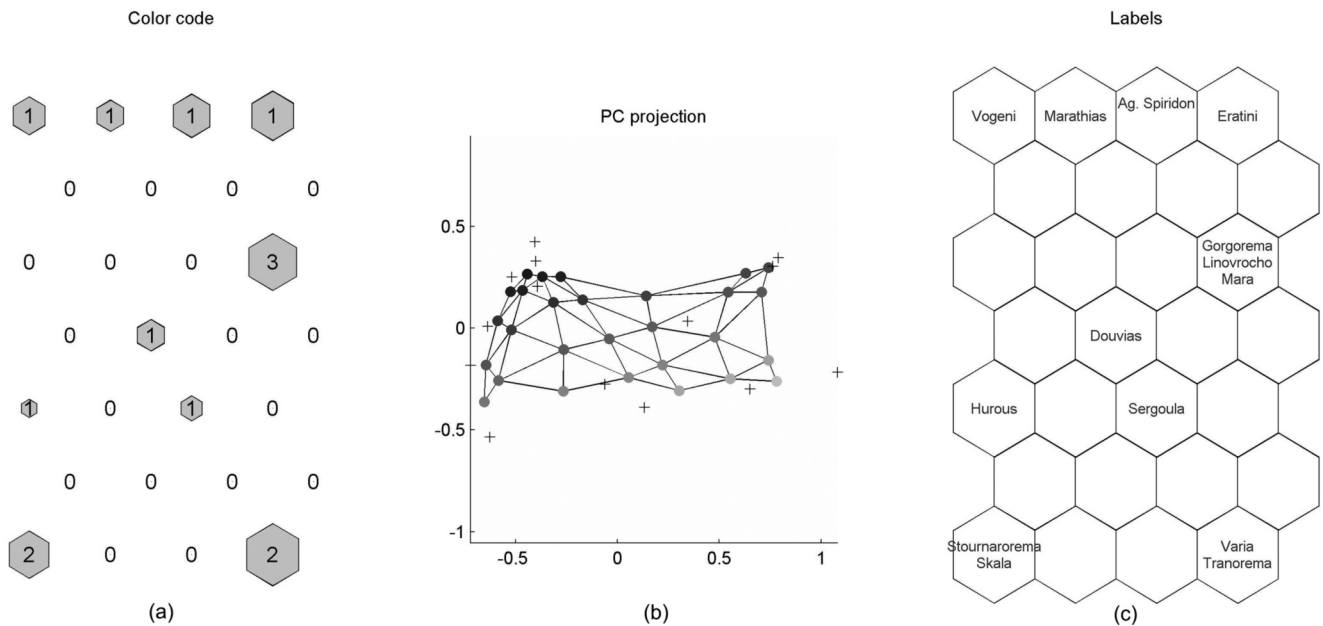 Color code
1 1 1 1
0 0 0 0
0 0 0 3
0 1 0 0
1 0 1 0
0 0 0 0
2 0 0 2
(a)
PC projection
0.5
0
-0.5
-1
-0.5 0 0.5 1
(b)
Labels
Vogeni
Marathias
Ag. Spiridon
Eratini
Gorgorema
Linovrocho
Mara
Douvias
Hurous
Sergoula
Stournarorema
Skala
Varia
Tranorema
(c)